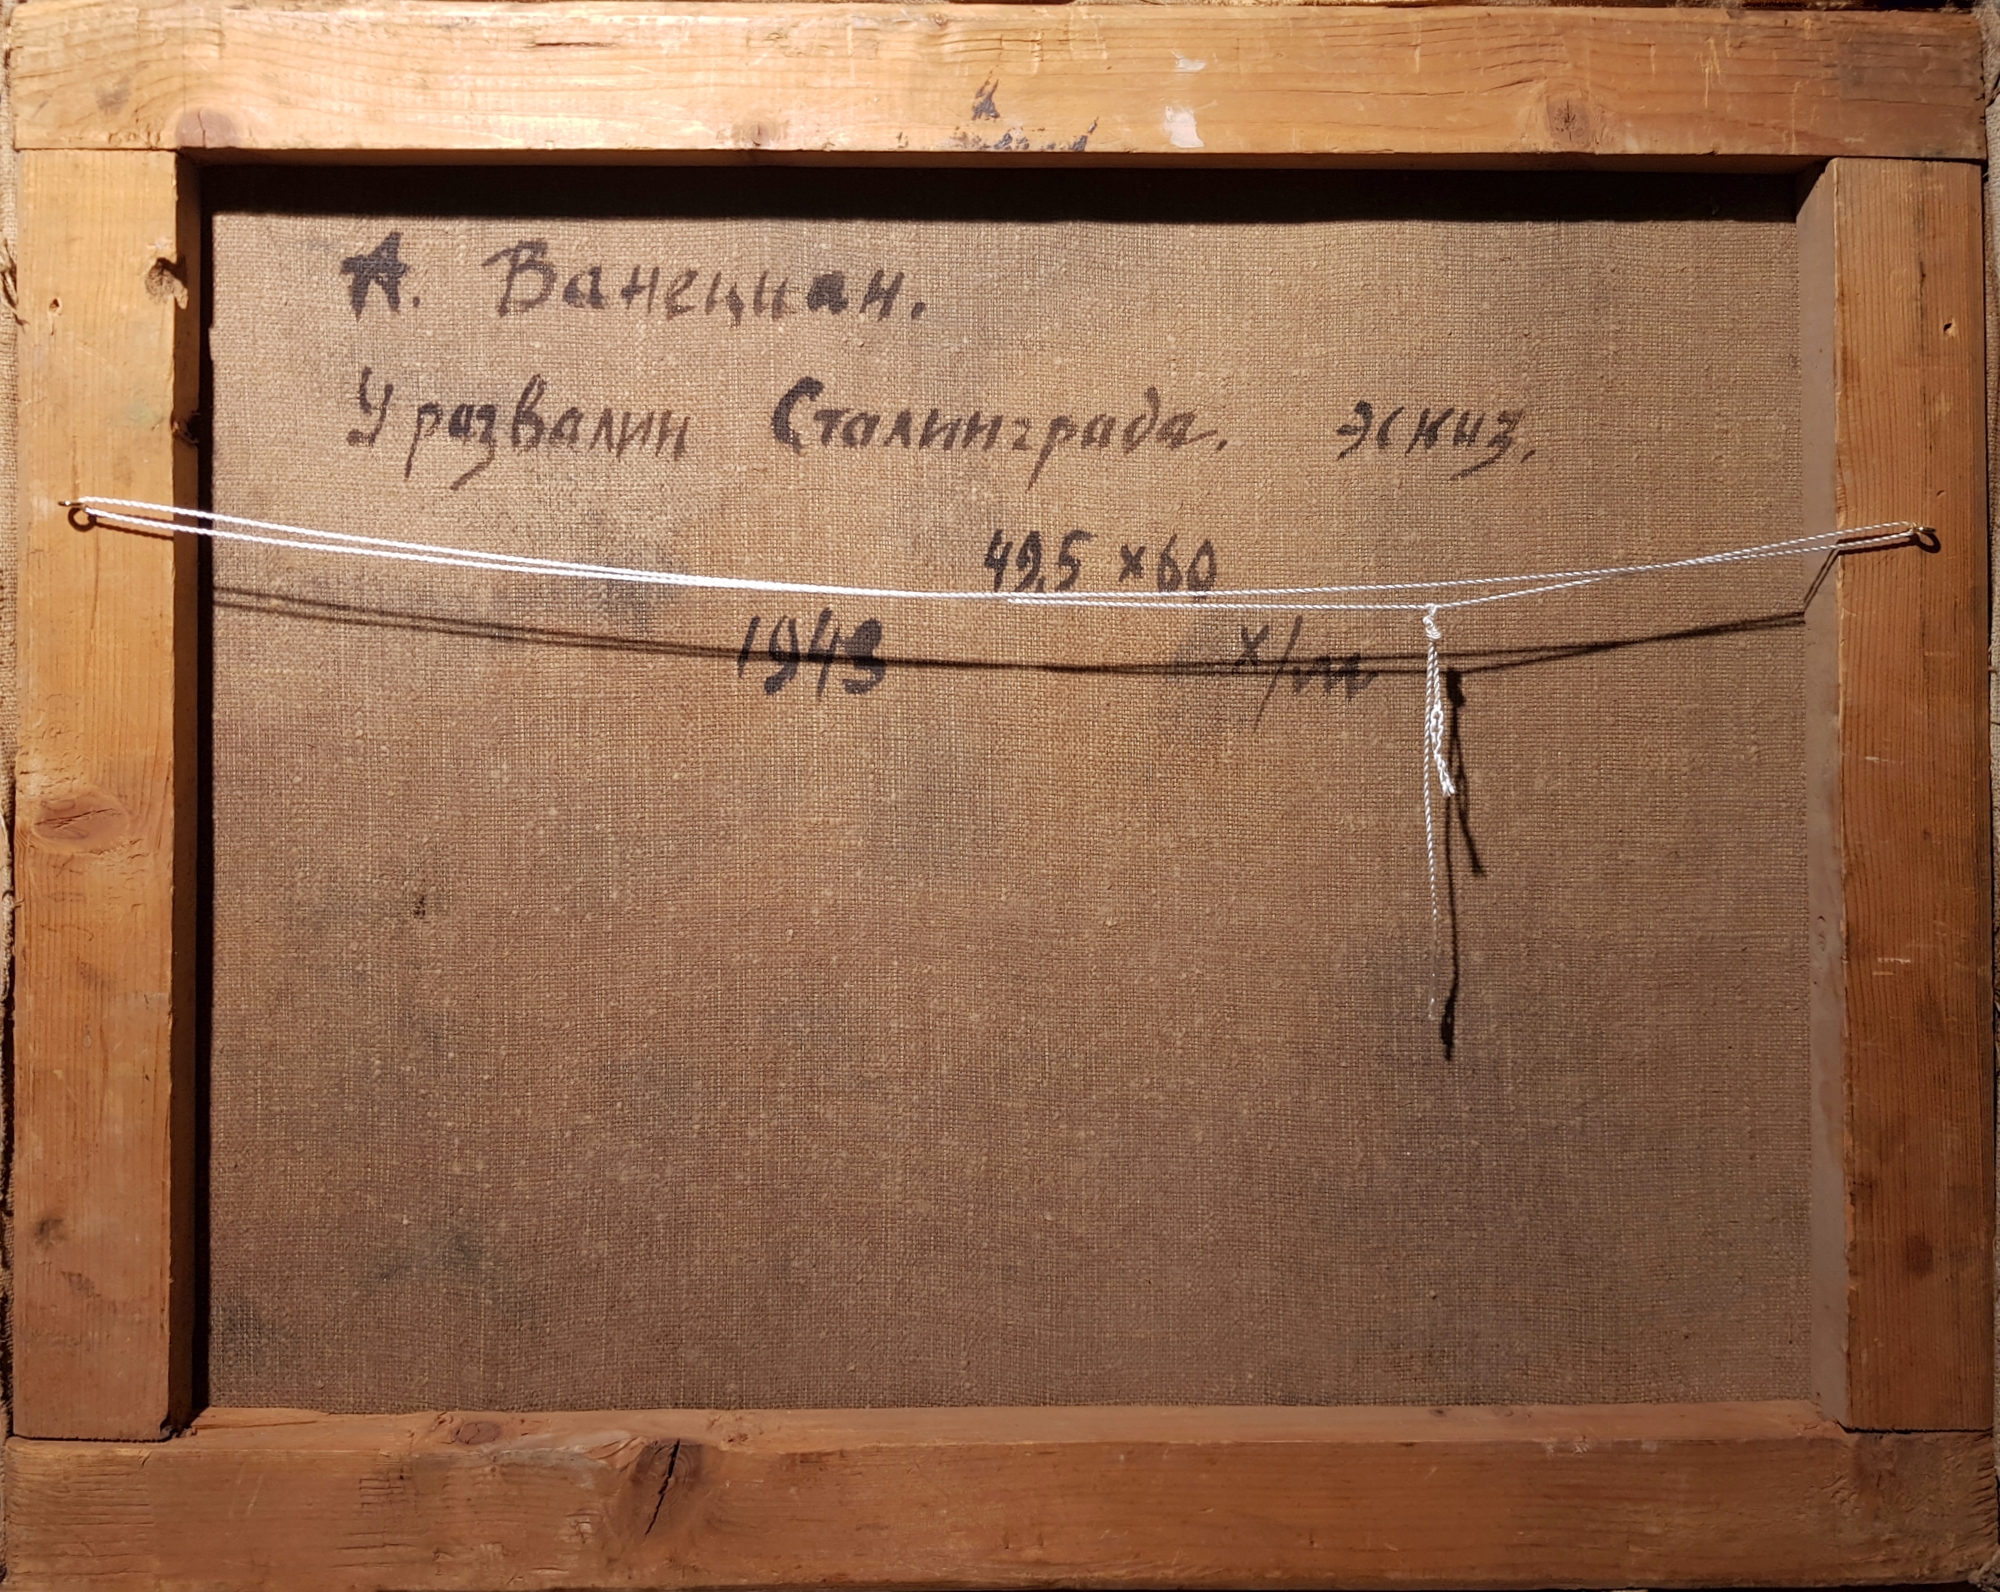 А. Ванециан.
У развалин Сталинграда. эскиз.
49,5 x 60
1943 х/м